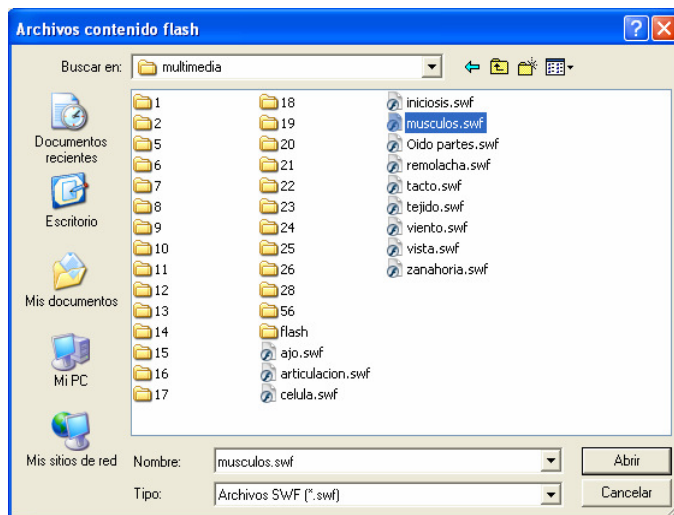 Archivos contenido flash
Buscar en: multimedia
Documentos
recientes
Escritorio
Mis documentos
Mi PC
Mis sitios de red
1
2
5
6
7
8
9
10
11
12
13
14
15
16
17
18
19
20
21
22
23
24
25
26
28
56
flash
ajo.swf
articulacion.swf
celula.swf
iniciosis.swf
musculos.swf
Oido partes.swf
remolacha.swf
tacto.swf
tejido.swf
viento.swf
vista.swf
zanahoria.swf
Nombre: musculos.swf Abrir
Tipo: Archivos SWF (*.swf) Cancelar